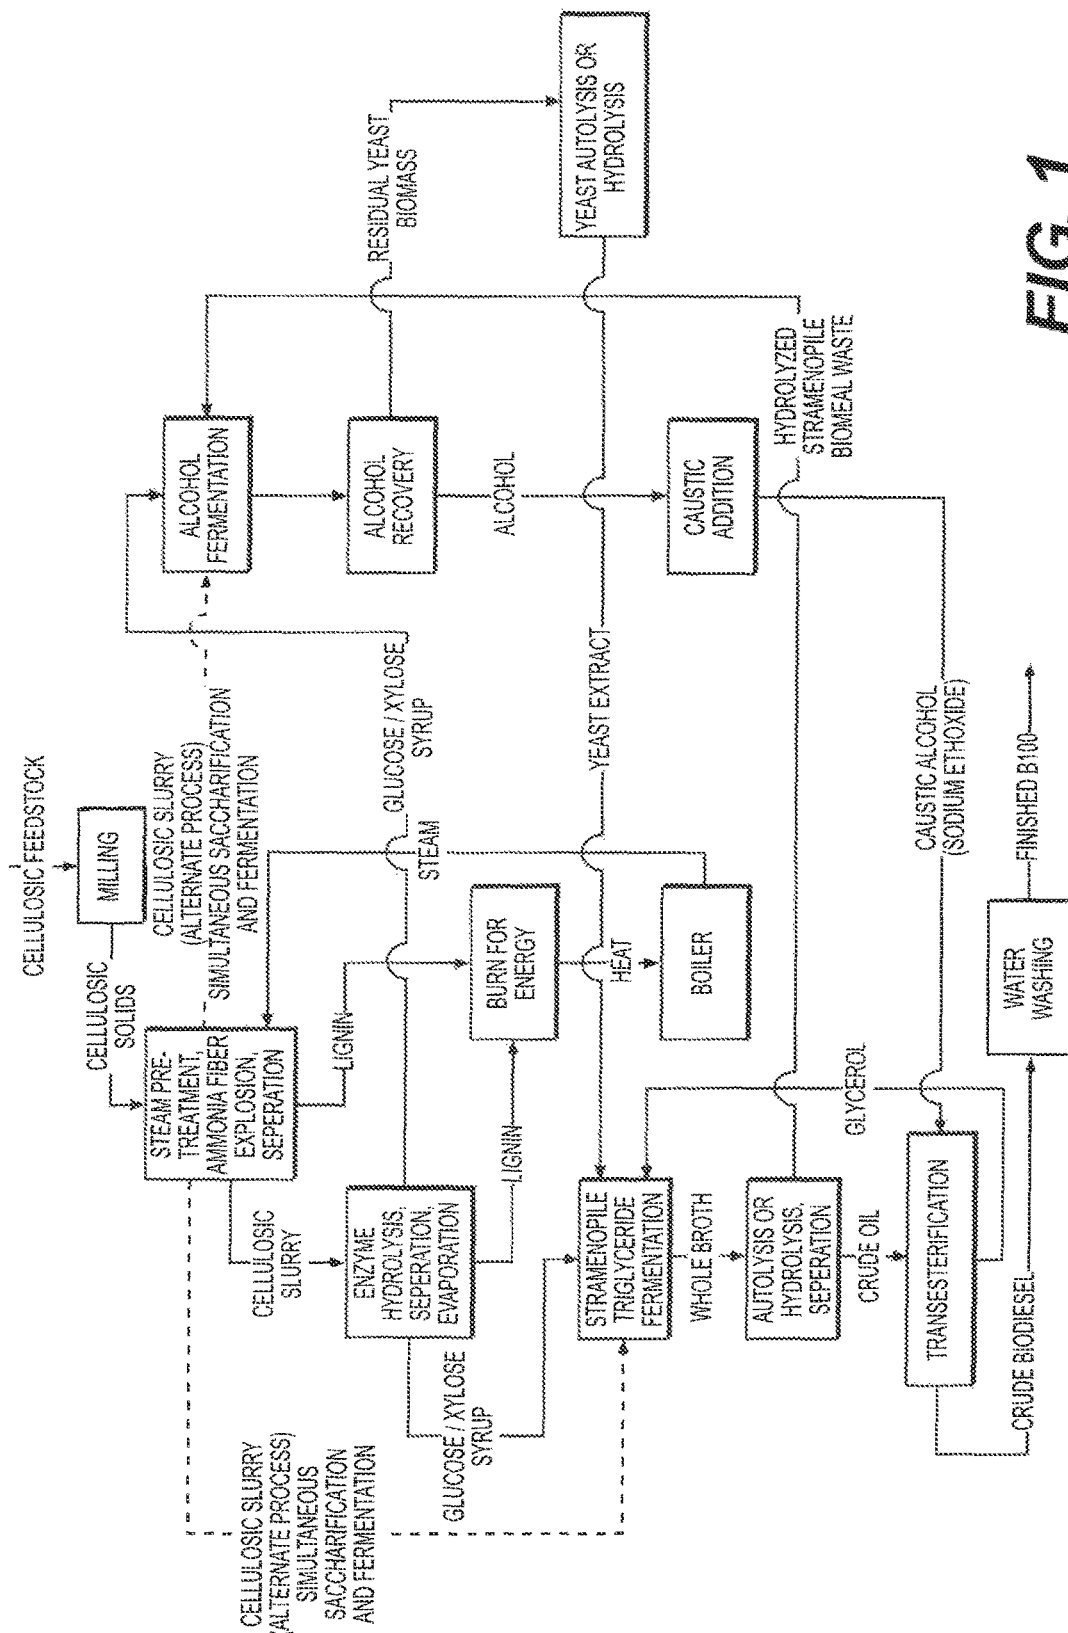 CELLULOSIC FEEDSTOCK
MILLING
CELLULOSIC
SOLIDS
STEAM PRE-
TREATMENT,
AMMONIA FIBER
EXPLOSION,
SEPERATION
CELLULOSIC SLURRY
(ALTERNATE PROCESS)
SIMULTANEOUS SACCHARIFICATION
AND FERMENTATION
ALCOHOL
FERMENTATION
CELLULOSIC SLURRY
(ALTERNATE PROCESS)
SIMULTANEOUS
SACCHARIFICATION
AND FERMENTATION
CELLULOSIC
SLURRY
LIGNIN
ENZYME
HYDROLYSIS,
SEPERATION,
EVAPORATION
GLUCOSE / XYLOSE
SYRUP
STEAM
ALCOHOL
RECOVERY
RESIDUAL YEAST
BIOMASS
GLUCOSE / XYLOSE
SYRUP
LIGNIN
BURN FOR
ENERGY
ALCOHOL
STRAMENOPILE
TRIGLYCERIDE
FERMENTATION
HEAT
YEAST EXTRACT
YEAST AUTOLYSIS OR
HYDROLYSIS
WHOLE BROTH
BOILER
CAUSTIC
ADDITION
AUTOLYSIS OR
HYDROLYSIS,
SEPERATION
HYDROLYZED
STRAMENOPILE
BIOMEAL WASTE
CRUDE OIL
GLYCEROL
TRANSESTERIFICATION
CAUSTIC ALCOHOL
(SODIUM ETHOXIDE)
CRUDE BIODIESEL
WATER
WASHING
FINISHED B100
FIG. 1